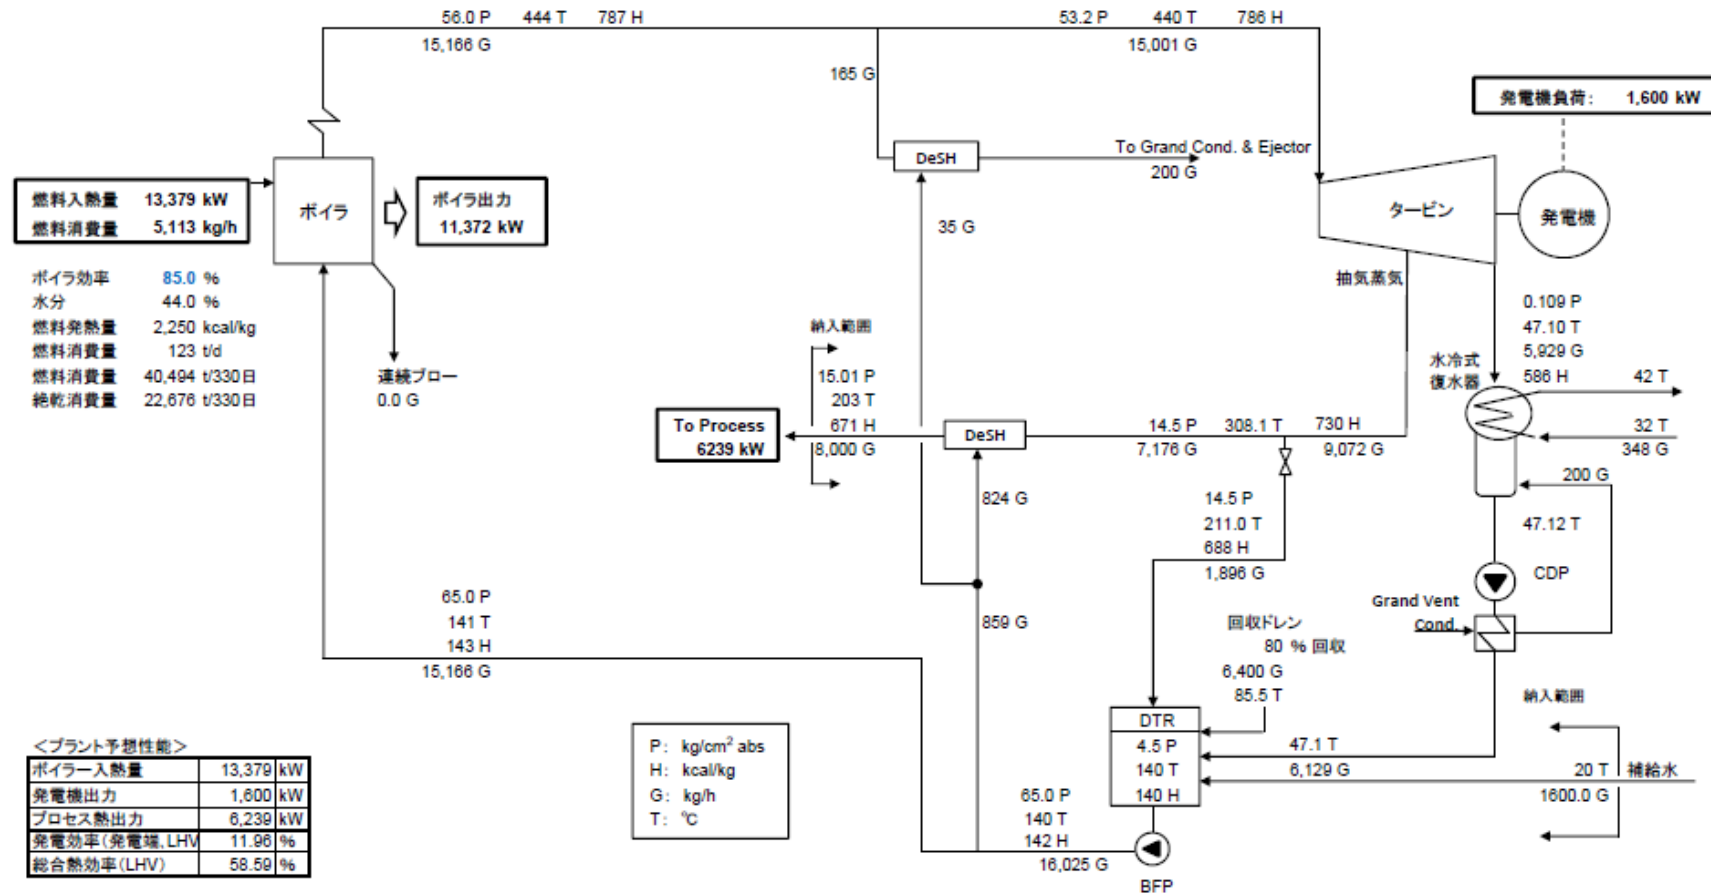 56.0 P 444 T 787 H
15,166 G
53.2 P 440 T 786 H
15,001 G
165 G
発電機負荷: 1,600 kW
DeSH
To Grand Cond. & Ejector
200 G
燃料入熱量 13,379 kW
燃料消費量 5,113 kg/h
ボイラ
ボイラ出力
11,372 kW
タービン
発電機
35 G
ボイラ効率 85.0 %
水分 44.0 %
燃料発熱量 2,250 kcal/kg
燃料消費量 123 t/d
燃料消費量 40,494 t/330日
絶乾消費量 22,676 t/330日
連続ブロー
0.0 G
抽気蒸気
納入範囲
15.01 P
203 T
671 H
8,000 G
To Process
6239 kW
DeSH
14.5 P 308.1 T 730 H
7,176 G 9,072 G
0.109 P
47.10 T
5,929 G
586 H
水冷式
復水器
42 T
32 T
348 G
200 G
47.12 T
824 G
14.5 P
211.0 T
688 H
1,896 G
CDP
Grand Vent
Cond.
65.0 P
141 T
143 H
15,166 G
859 G
回収ドレン
80 % 回収
6,400 G
85.5 T
納入範囲
DTR
4.5 P
140 T
140 H
47.1 T
6,129 G
20 T 補給水
1600.0 G
65.0 P
140 T
142 H
16,025 G
BFP
P: kg/cm² abs
H: kcal/kg
G: kg/h
T: ℃
<プラント予想性能>
ボイラー入熱量 13,379 kW
発電機出力 1,600 kW
プロセス熱出力 6,239 kW
発電効率(発電端,LHV 11.96 %
総合熱効率(LHV) 58.59 %